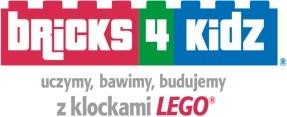 BRICKS 4 KIDZ®
uczymy, bawimy, budujemy
z klockami LEGO®